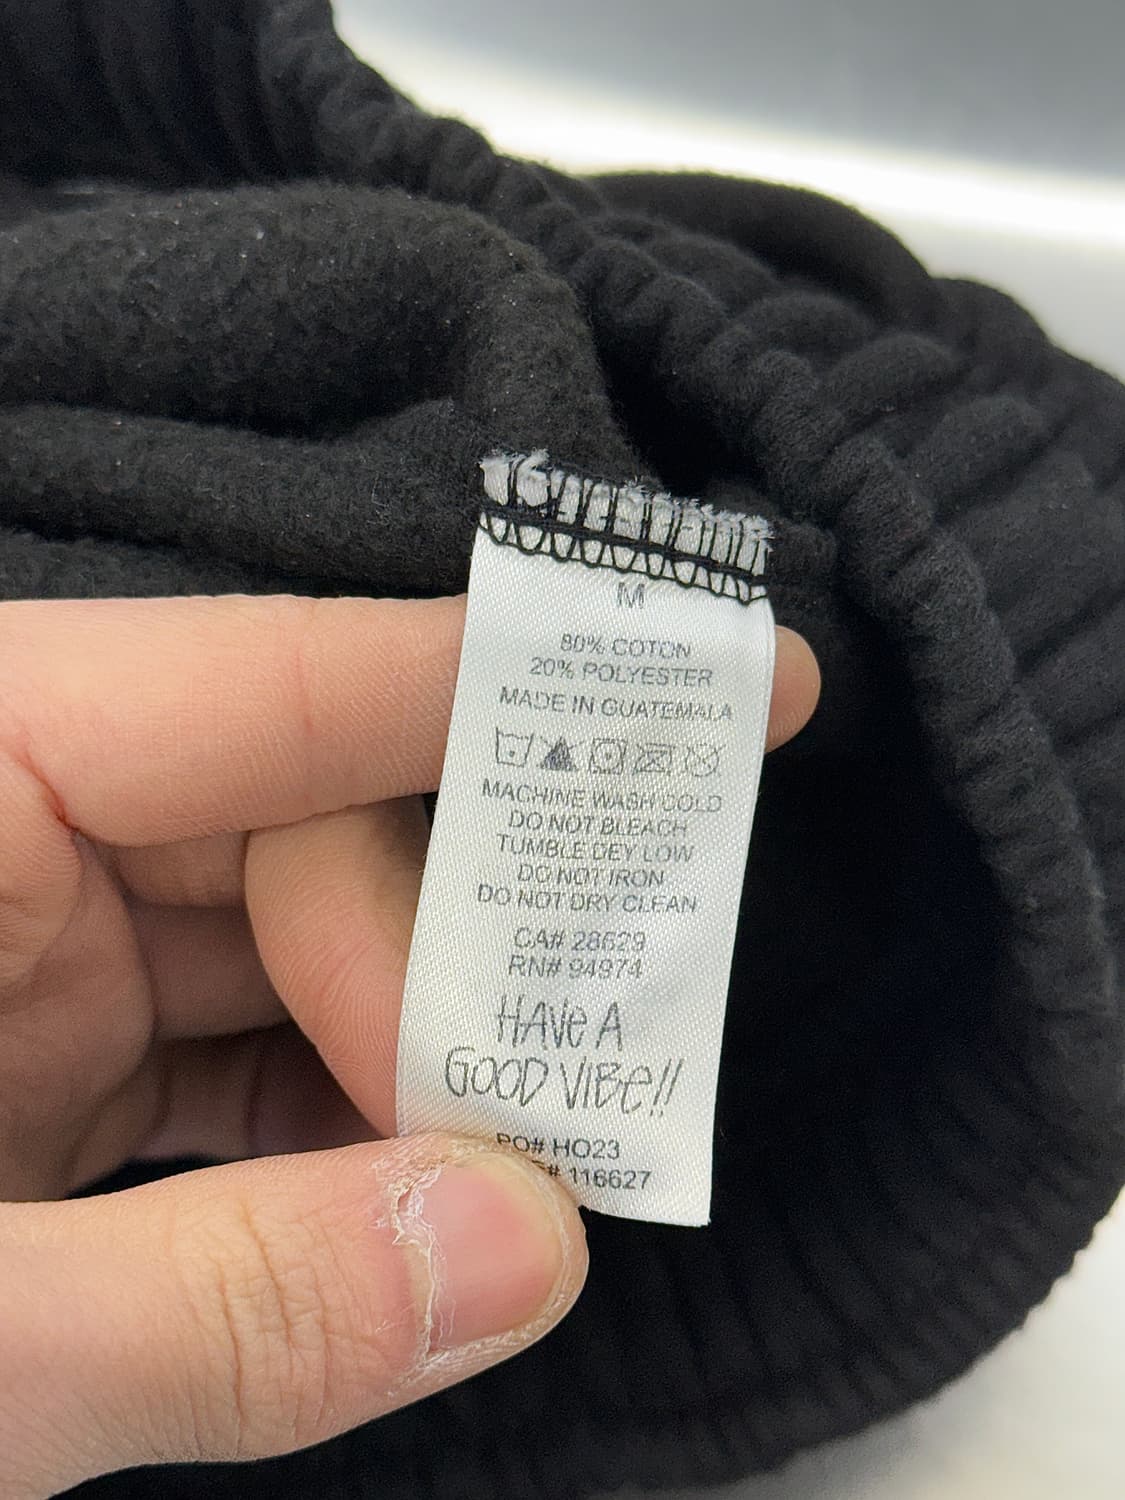 M
80% COTON
20% POLYESTER
MADE IN GUATEMALA
MACHINE WASH COLD
DO NOT BLEACH
TUMBLE DEY LOW
DO NOT IRON
DO NOT DRY CLEAN
CA# 28629
RN# 94974
HAVe A
GOOD VIBe!!
PO# HO23
# 116627